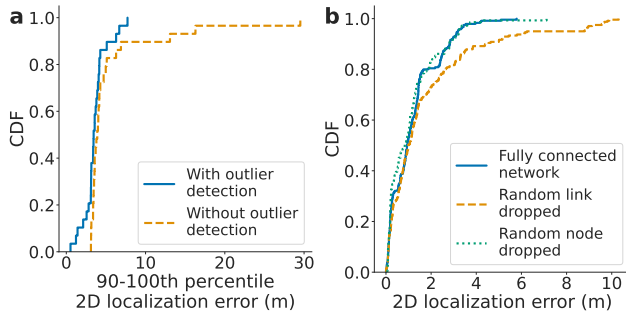 a
CDF
1.0
0.8
0.6
0.4
0.2
0.0
With outlier
detection
Without outlier
detection
0
10
20
30
90-100th percentile
2D localization error (m)
b
CDF
1.0
0.8
0.6
0.4
0.2
0.0
Fully connected
network
Random link
dropped
Random node
dropped
0
2
4
6
8
10
2D localization error (m)